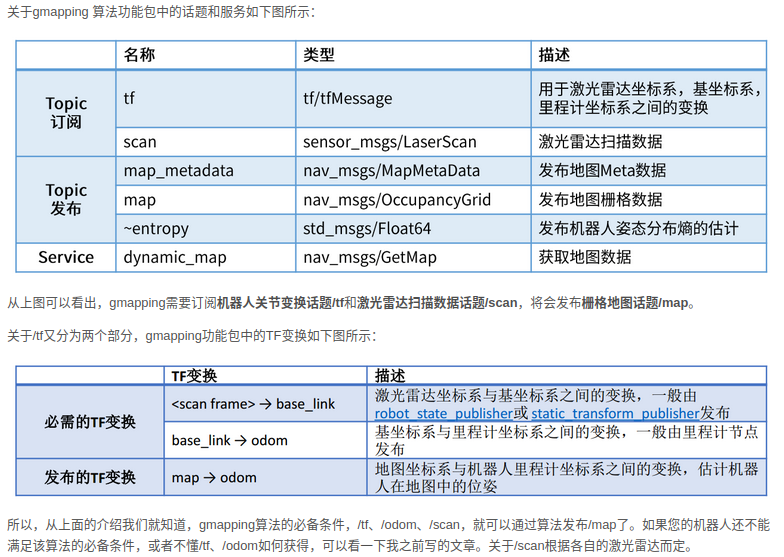 关于gmapping 算法功能包中的话题和服务如下图所示：
名称 类型 描述
Topic 订阅
tf tf/tfMessage 用于激光雷达坐标系，基坐标系，
里程计坐标系之间的变换
scan sensor_msgs/LaserScan 激光雷达扫描数据
Topic 发布
map_metadata nav_msgs/MapMetaData 发布地图Meta数据
map nav_msgs/OccupancyGrid 发布地图栅格数据
~entropy std_msgs/Float64 发布机器人姿态分布熵的估计
Service dynamic_map nav_msgs/GetMap 获取地图数据
从上图可以看出，gmapping需要订阅机器人关节变换话题/tf和激光雷达扫描数据话题/scan，将会发布栅格地图话题/map。
关于/tf又分为两个部分，gmapping功能包中的TF变换如下图所示：
TF变换 描述
必需的TF变换
<scan frame> → base_link 激光雷达坐标系与基坐标系之间的变换，一般由
robot_state_publisher或 static_transform_publisher发布
base_link → odom 基坐标系与里程计坐标系之间的变换，一般由里程计节点
发布
发布的TF变换 map → odom 地图坐标系与机器人里程计坐标系之间的变换，估计机器
人在地图中的位姿
所以，从上面的介绍我们就知道，gmapping算法的必备条件，/tf、/odom、/scan，就可以通过算法发布/map了。如果您的机器人还不能
满足该算法的必备条件，或者不懂/tf、/odom如何获得，可以看一下我之前写的文章。关于/scan根据各自的激光雷达而定。